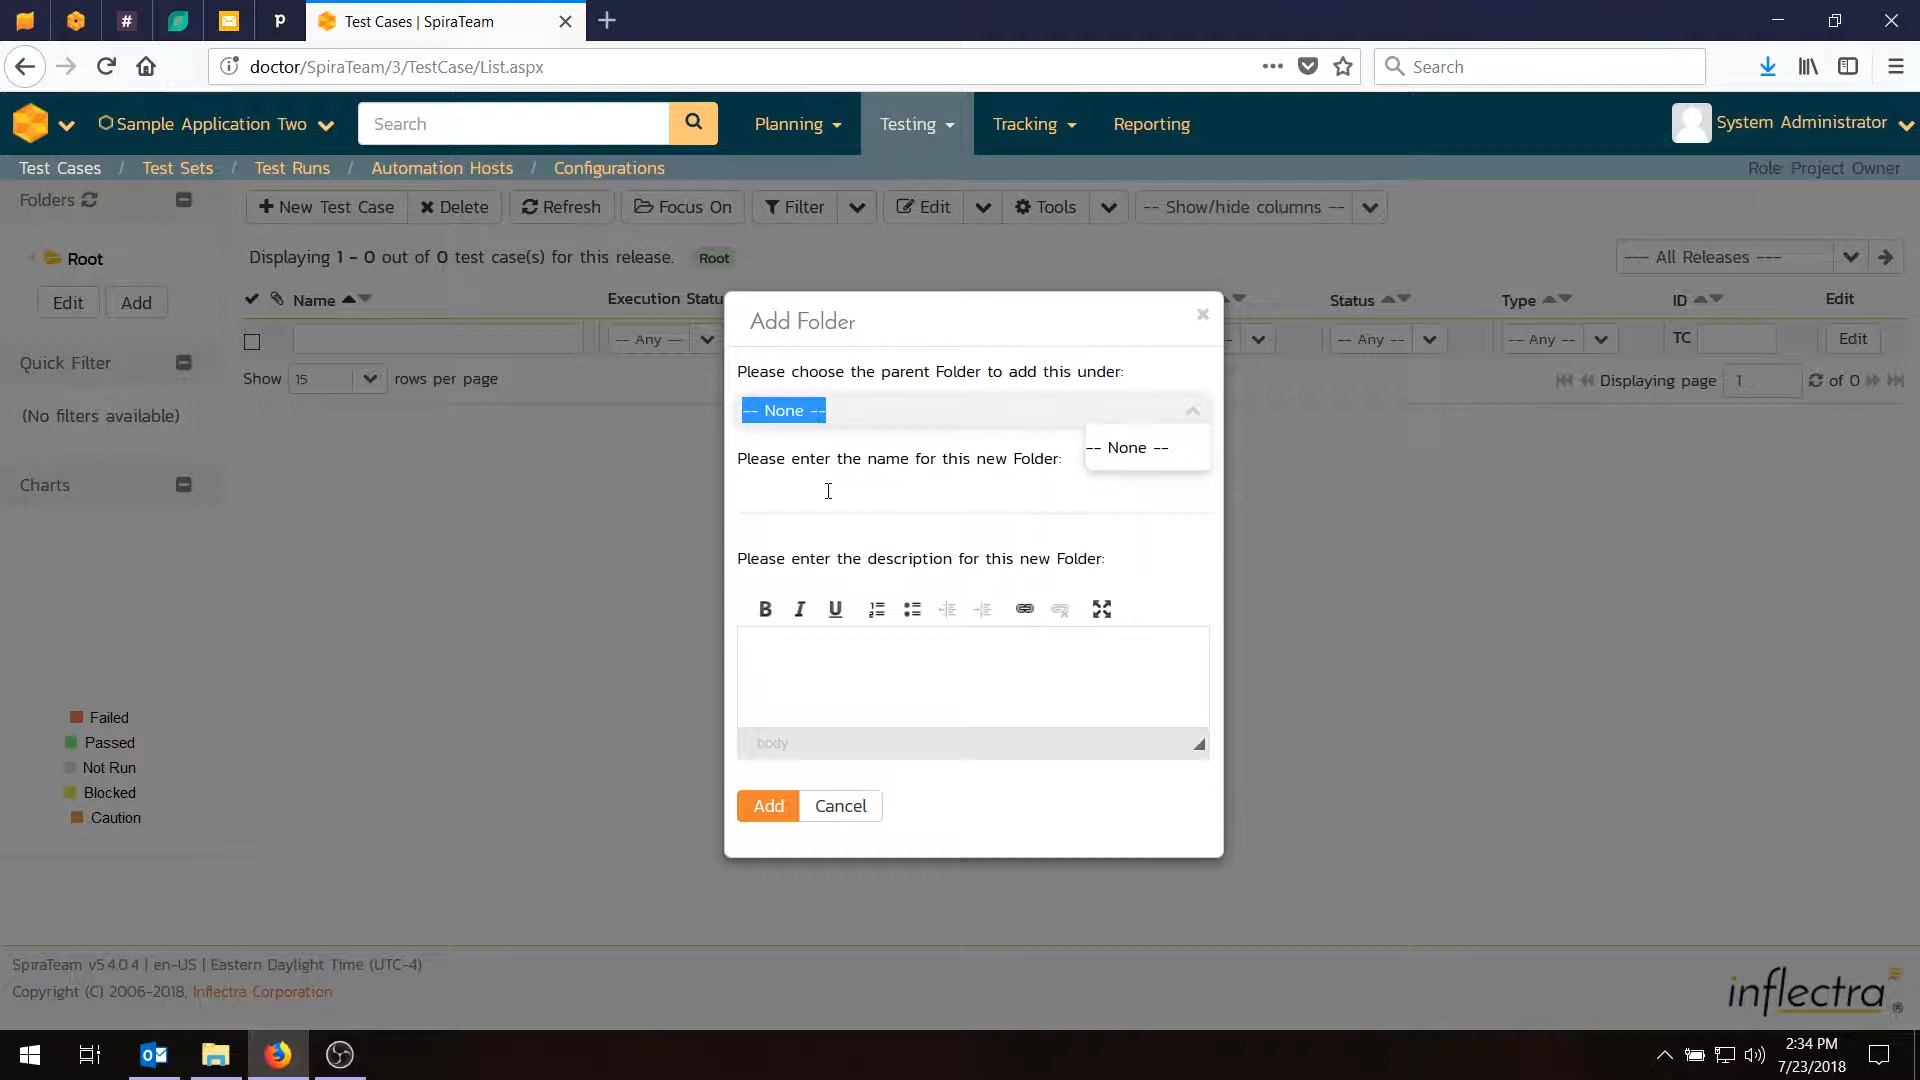 Test Cases | SpiraTeam
doctor/SpiraTeam/3/TestCase/List.aspx
Search
Sample Application Two
Search
Planning
Testing
Tracking
Reporting
System Administrator
Test Cases / Test Sets / Test Runs / Automation Hosts / Configurations
Role: Project Owner
Folders
New Test Case
Delete
Refresh
Focus On
Filter
Edit
Tools
-- Show/hide columns --
Root
Displaying 1 - 0 out of 0 test case(s) for this release.
Root
--- All Releases ---
Edit
Add
Name
Execution Statu
Status
Type
ID
Edit
-- Any --
-- Any --
-- Any --
TC
Edit
Quick Filter
Show 15 rows per page
Displaying page 1 of 0
(No filters available)
Charts
Failed
Passed
Not Run
Blocked
Caution
Add Folder
Please choose the parent Folder to add this under:
-- None --
-- None --
Please enter the name for this new Folder:
Please enter the description for this new Folder:
B I U
body
Add
Cancel
SpiraTeam v5.4.0.4 | en-US | Eastern Daylight Time (UTC-4)
Copyright (C) 2006-2018, Inflectra Corporation
inflectra
2:34 PM
7/23/2018